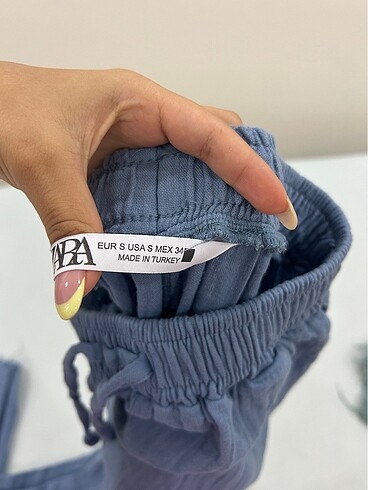 ZARA
EUR S USA S MEX 34
MADE IN TURKEY